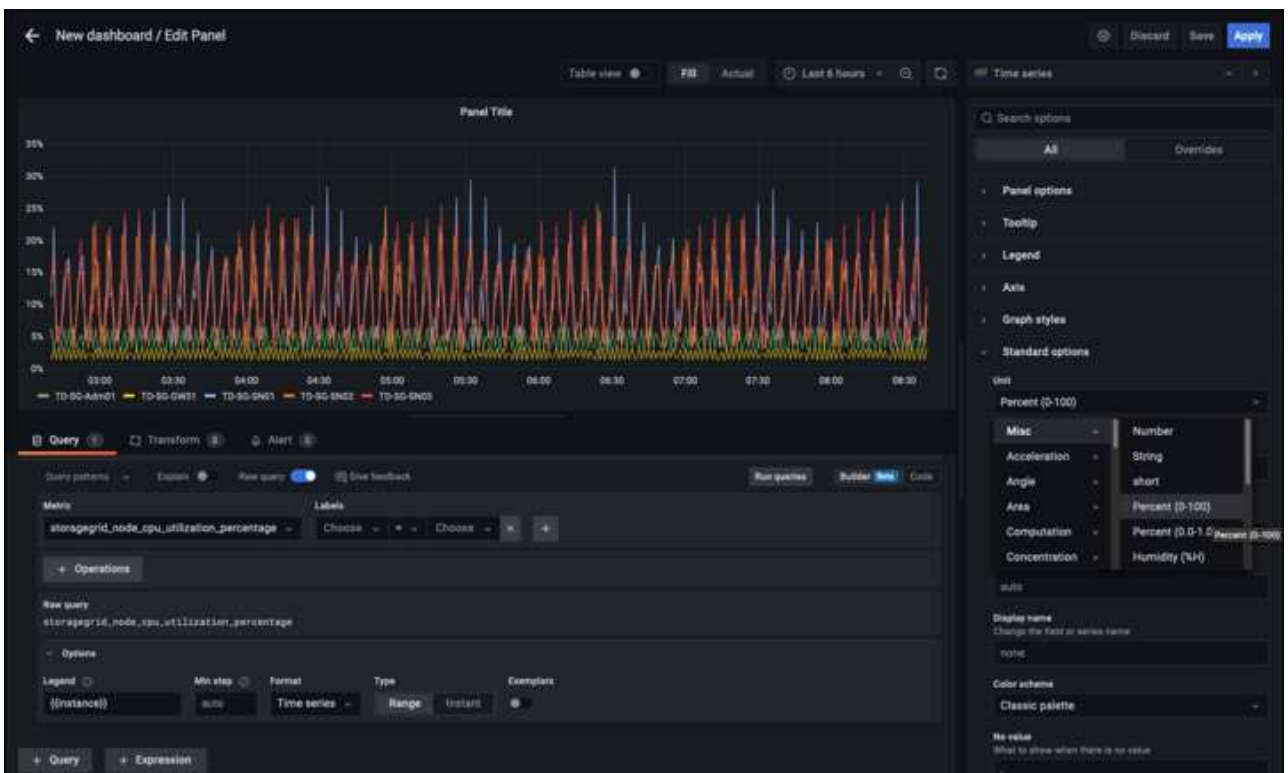 New dashboard / Edit Panel
Discard Save Apply
Table view Fill Actual Last 6 hours
Time series
Panel Title
Search options
All Overrides
35%
30%
25%
20%
15%
10%
5%
0%
03:00 03:30 04:00 04:30 05:00 05:30 06:00 06:30 07:00 07:30 08:00 08:30
TD-SG-Adm01 TD-SG-GW01 TD-SG-SN01 TD-SG-SN02 TD-SG-SN03
Panel options
Tooltip
Legend
Axis
Graph styles
Standard options
Unit
Percent (0-100)
Misc Number
Acceleration String
Angle short
Area Percent (0-100)
Computation Percent (0.0-1.0
Percent (0-100)
Concentration Humidity (%H)
auto
Display name
Change the field or series name
none
Color scheme
Classic palette
No value
What to show when there is no value
Query 1 Transform 0 Alert 0
Query patterns Explain Raw query Give feedback Run queries Builder Beta Code
Metric Labels
storagegrid_node_cpu_utilization_percentage Choose = Choose × +
+ Operations
Raw query
storagegrid_node_cpu_utilization_percentage
Options
Legend Min step Format Type Exemplars
{{instance}} auto Time series Range Instant
+ Query + Expression